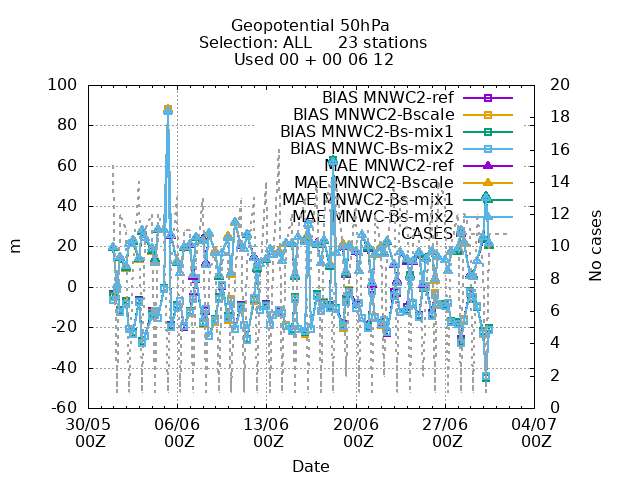 Geopotential 50hPa
Selection: ALL 23 stations
Used 00 + 00 06 12
BIAS MNWC2-ref
BIAS MNWC2-Bscale
BIAS MNWC2-Bs-mix1
BIAS MNWC-Bs-mix2
MAE MNWC2-ref
MAE MNWC2-Bscale
MAE MNWC2-Bs-mix1
MAE MNWC-Bs-mix2
CASES
100
80
60
40
20
0
-20
-40
-60
m
20
18
16
14
12
10
8
6
4
2
0
No cases
30/05 06/06 13/06 20/06 27/06 04/07
00Z 00Z 00Z 00Z 00Z 00Z
Date